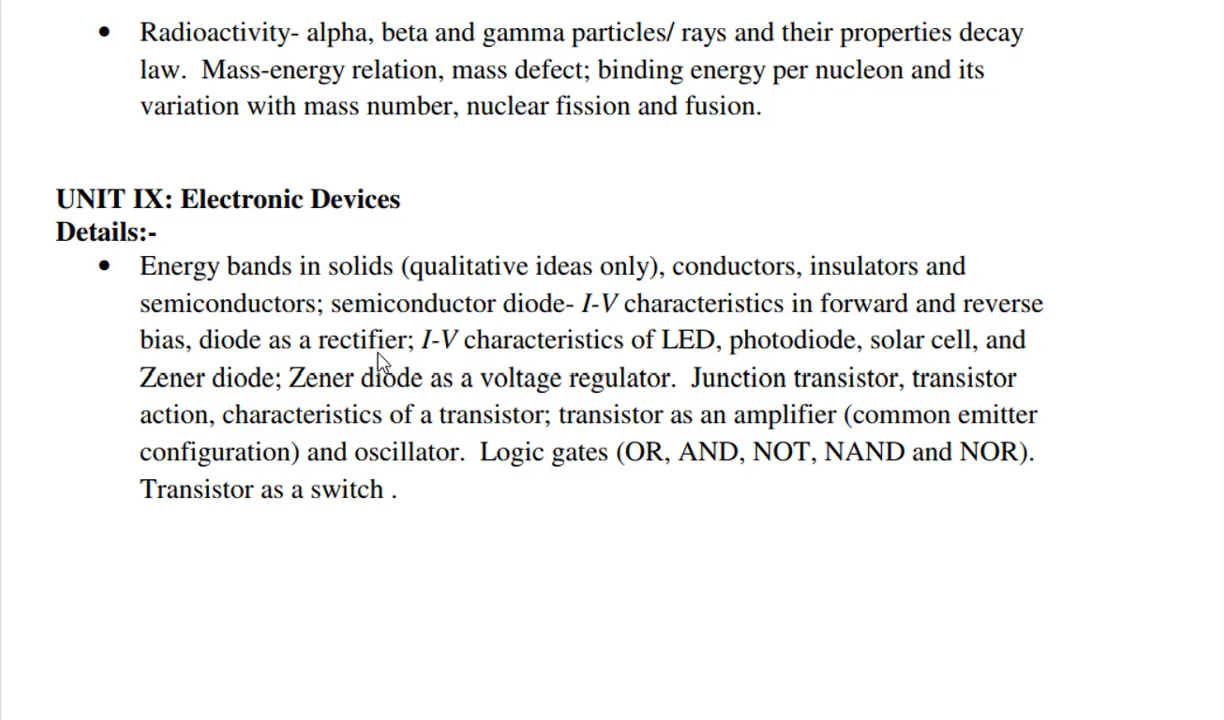 • Radioactivity- alpha, beta and gamma particles/ rays and their properties decay
law.  Mass-energy relation, mass defect; binding energy per nucleon and its
variation with mass number, nuclear fission and fusion.
UNIT IX: Electronic Devices
Details:-
• Energy bands in solids (qualitative ideas only), conductors, insulators and
semiconductors; semiconductor diode- I-V characteristics in forward and reverse
bias, diode as a rectifier; I-V characteristics of LED, photodiode, solar cell, and
Zener diode; Zener diode as a voltage regulator.  Junction transistor, transistor
action, characteristics of a transistor; transistor as an amplifier (common emitter
configuration) and oscillator.  Logic gates (OR, AND, NOT, NAND and NOR).
Transistor as a switch .